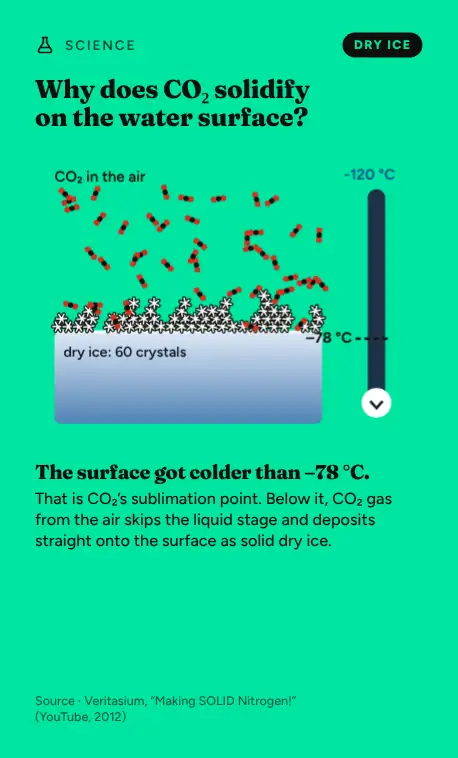 SCIENCE
DRY ICE
Why does CO₂ solidify
on the water surface?
CO₂ in the air
-120 °C
–78 °C
dry ice: 60 crystals
The surface got colder than –78 °C.
That is CO₂’s sublimation point. Below it, CO₂ gas
from the air skips the liquid stage and deposits
straight onto the surface as solid dry ice.
Source · Veritasium, “Making SOLID Nitrogen!”
(YouTube, 2012)